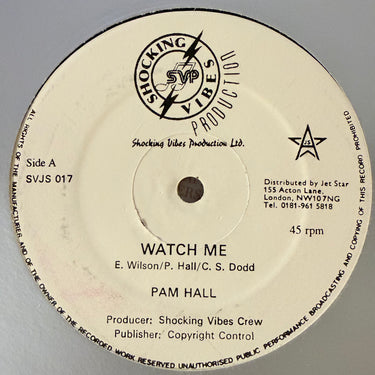 SHOCKING VIBES
SVP
PRODUCTION
Shocking Vibes Production Ltd.
Side A
SVJS 017
JS
Distributed by Jet Star
155 Acton Lane,
London, NW107NG
Tel. 0181-961 5818
45 rpm
WATCH ME
E. Wilson/P. Hall/C. S. Dodd
PAM HALL
Producer: Shocking Vibes Crew
Publisher: Copyright Control
ALL RIGHTS OF THE MANUFACTURER AND OF THE OWNER OF THE RECORDED WORK RESERVED. UNAUTHORISED PUBLIC PERFORMANCE BROADCASTING AND COPYING OF THIS RECORD PROHIBITED